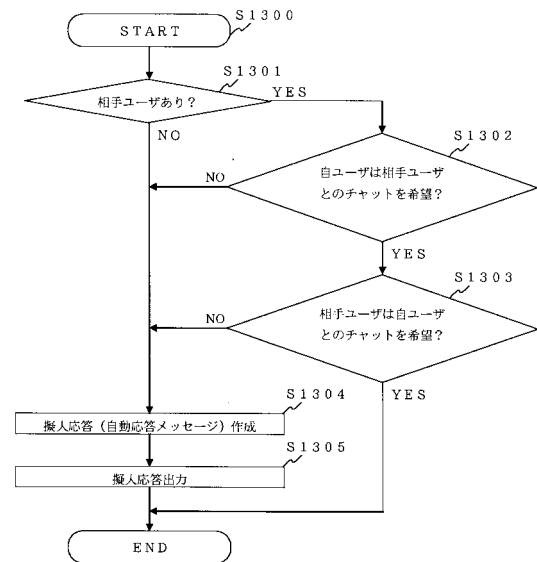 S1300
START
S1301
相手ユーザあり?
YES
NO
S1302
自ユーザは相手ユーザ
とのチャットを希望?
NO
YES
S1303
相手ユーザは自ユーザ
とのチャットを希望?
NO
YES
S1304
擬人応答(自動応答メッセージ)作成
S1305
擬人応答出力
END